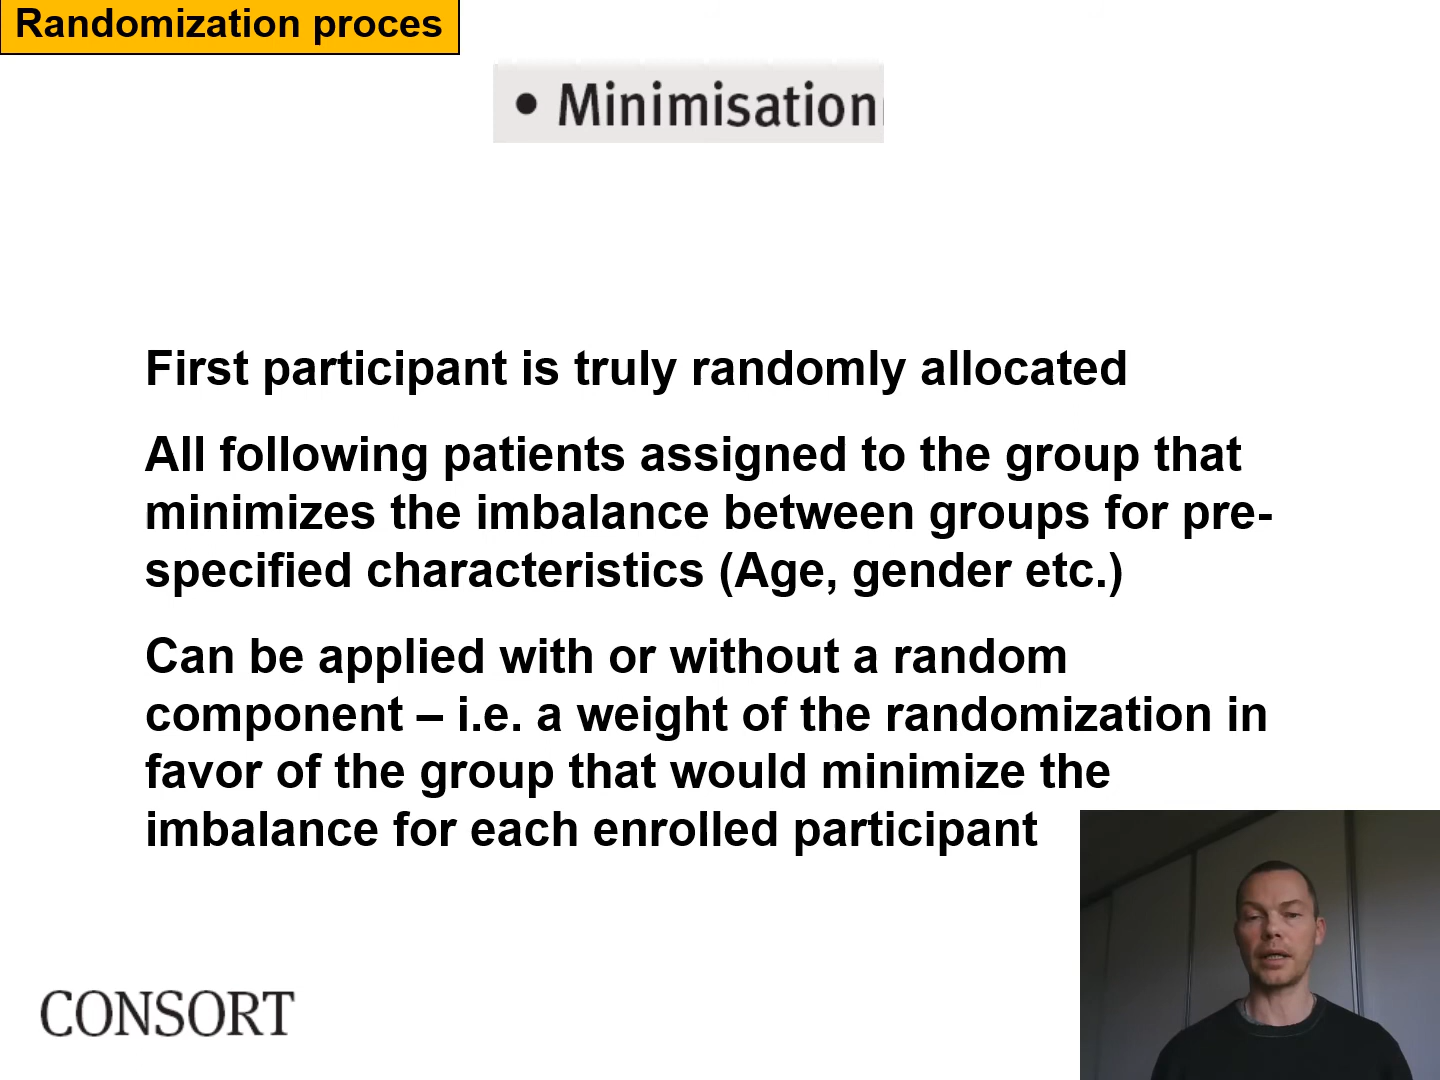 Randomization proces
• Minimisation
First participant is truly randomly allocated
All following patients assigned to the group that
minimizes the imbalance between groups for pre-
specified characteristics (Age, gender etc.)
Can be applied with or without a random
component – i.e. a weight of the randomization in
favor of the group that would minimize the
imbalance for each enrolled participant
CONSORT